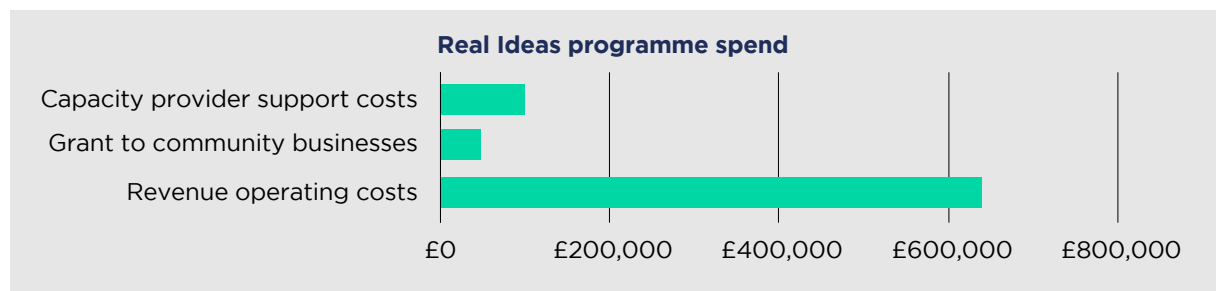 Real Ideas programme spend
Capacity provider support costs
Grant to community businesses
Revenue operating costs
£0 £200,000 £400,000 £600,000 £800,000